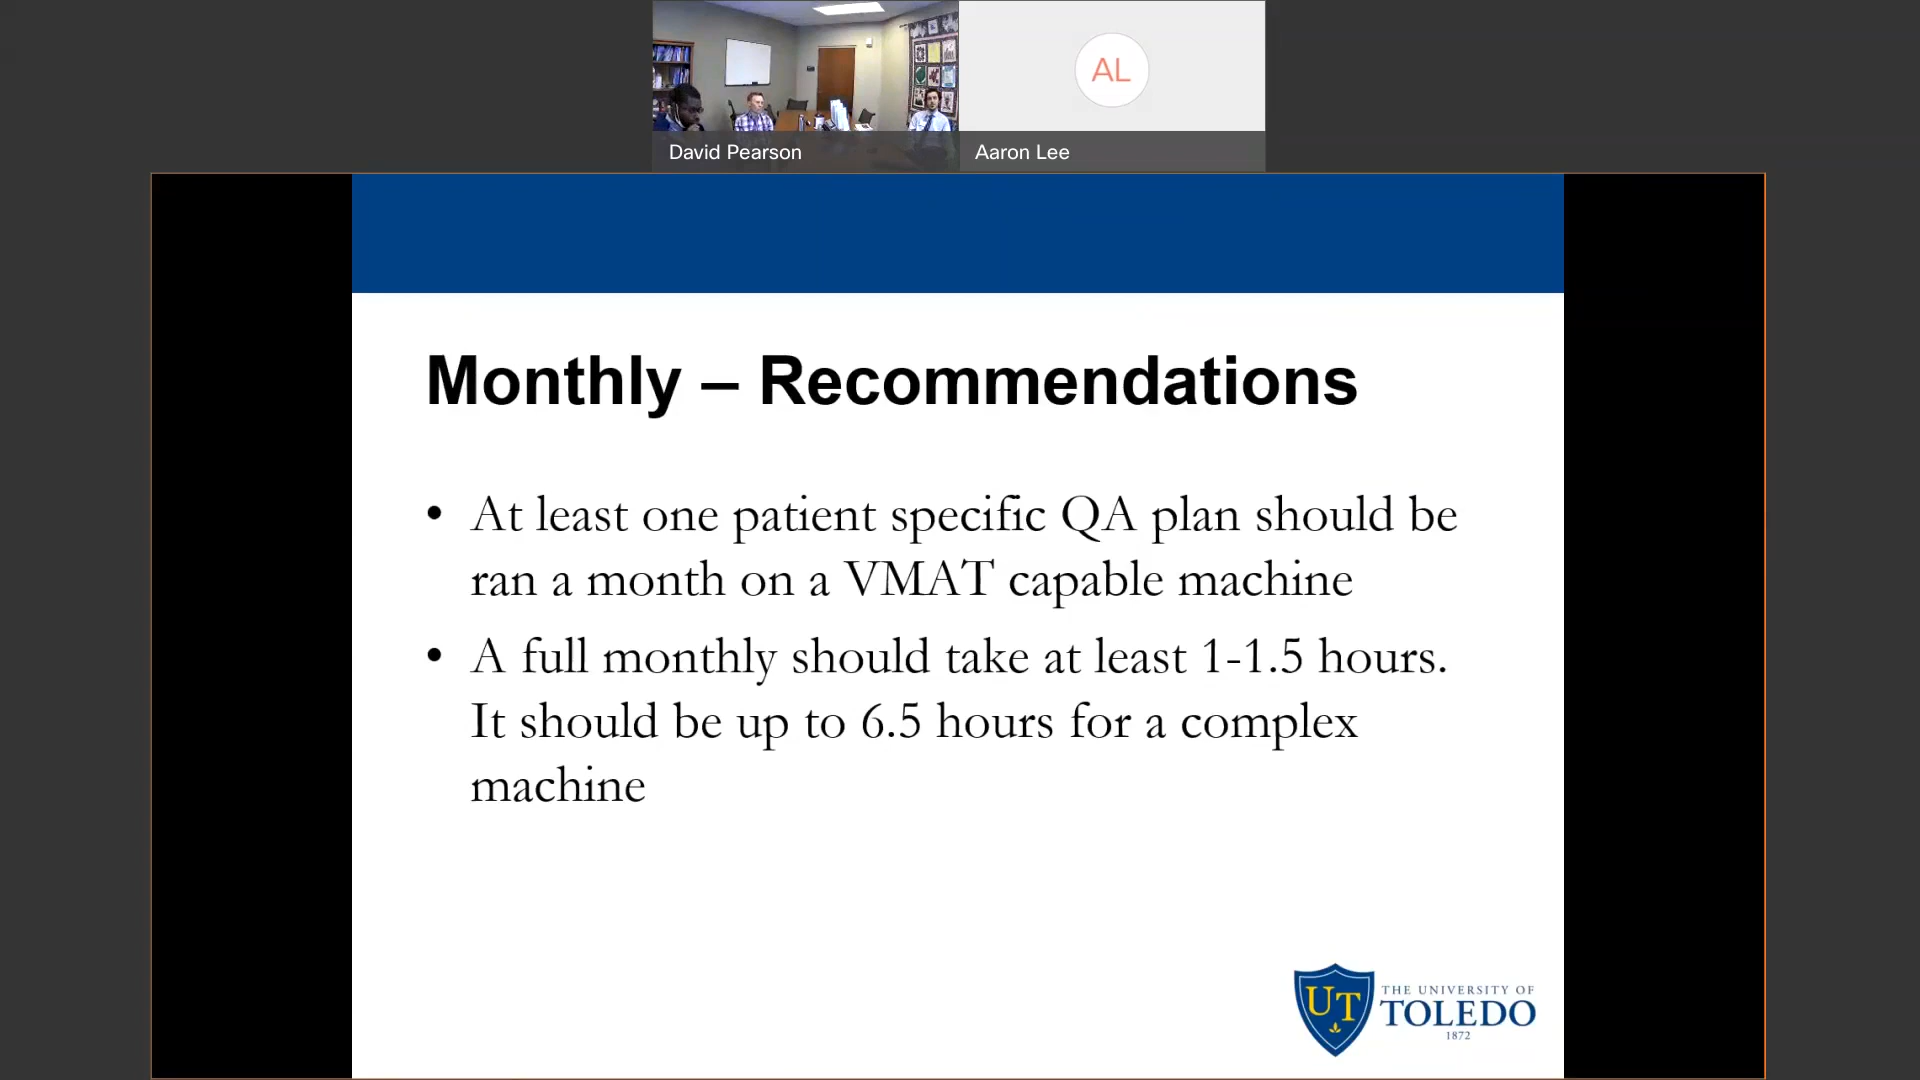 AL
David Pearson
Aaron Lee
Monthly – Recommendations
• At least one patient specific QA plan should be
ran a month on a VMAT capable machine
• A full monthly should take at least 1-1.5 hours.
It should be up to 6.5 hours for a complex
machine
UT
THE UNIVERSITY OF
TOLEDO
1872